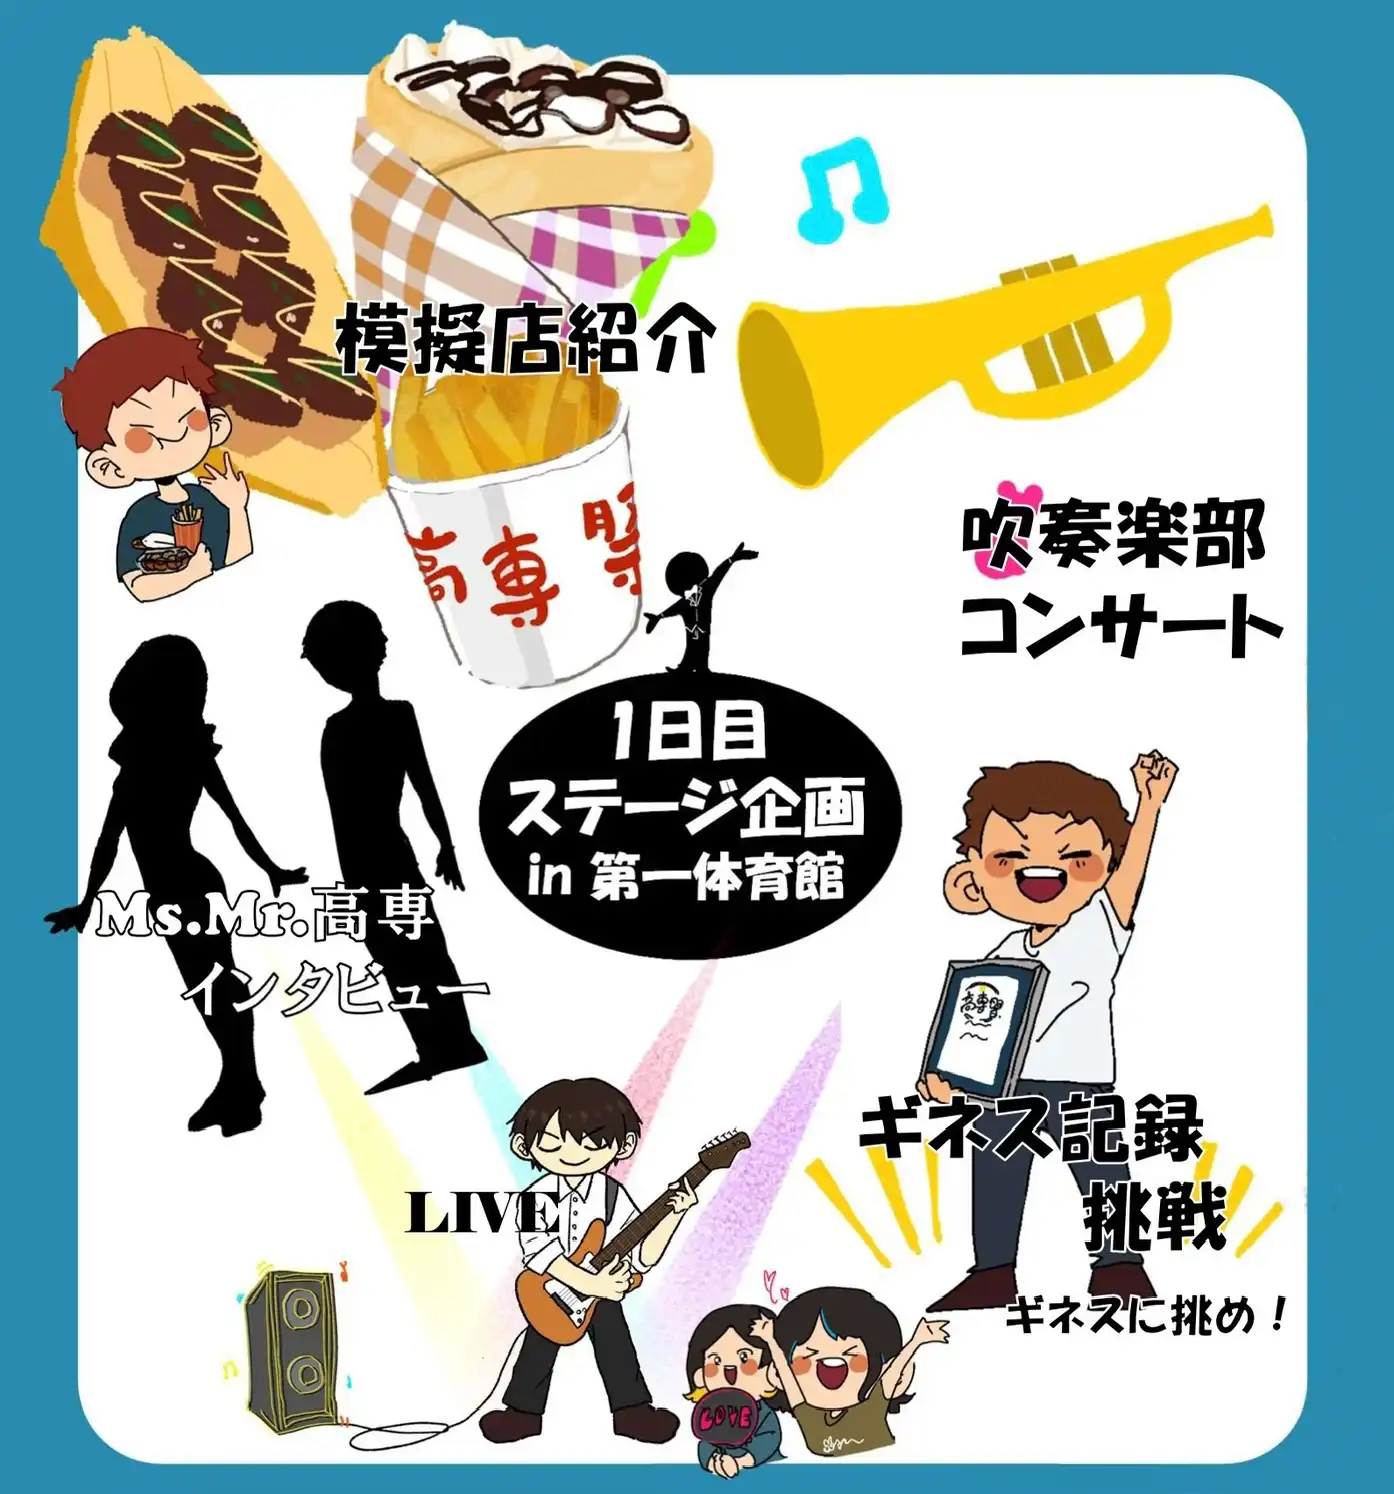 模擬店紹介
高専祭
吹奏楽部
コンサート
1日目
ステージ企画
in 第一体育館
Ms.Mr.高専
インタビュー
LIVE
ギネス記録
挑戦
ギネスに挑め！
LOVE